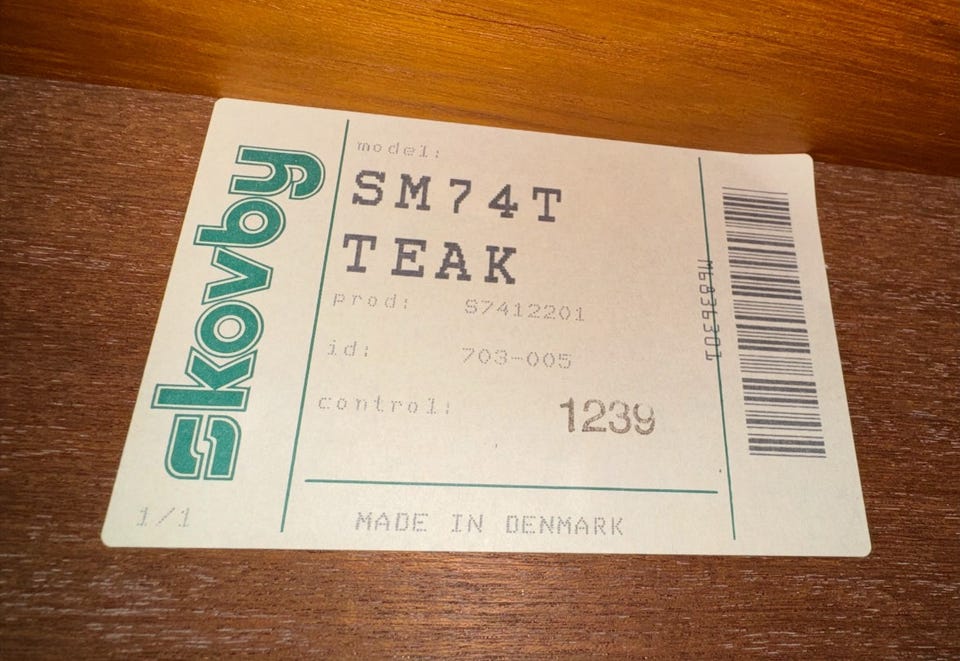 skovby
model:
SM74T
TEAK
prod: S7412201
id: 703-005
control: 1239
1/1
MADE IN DENMARK
M6836301